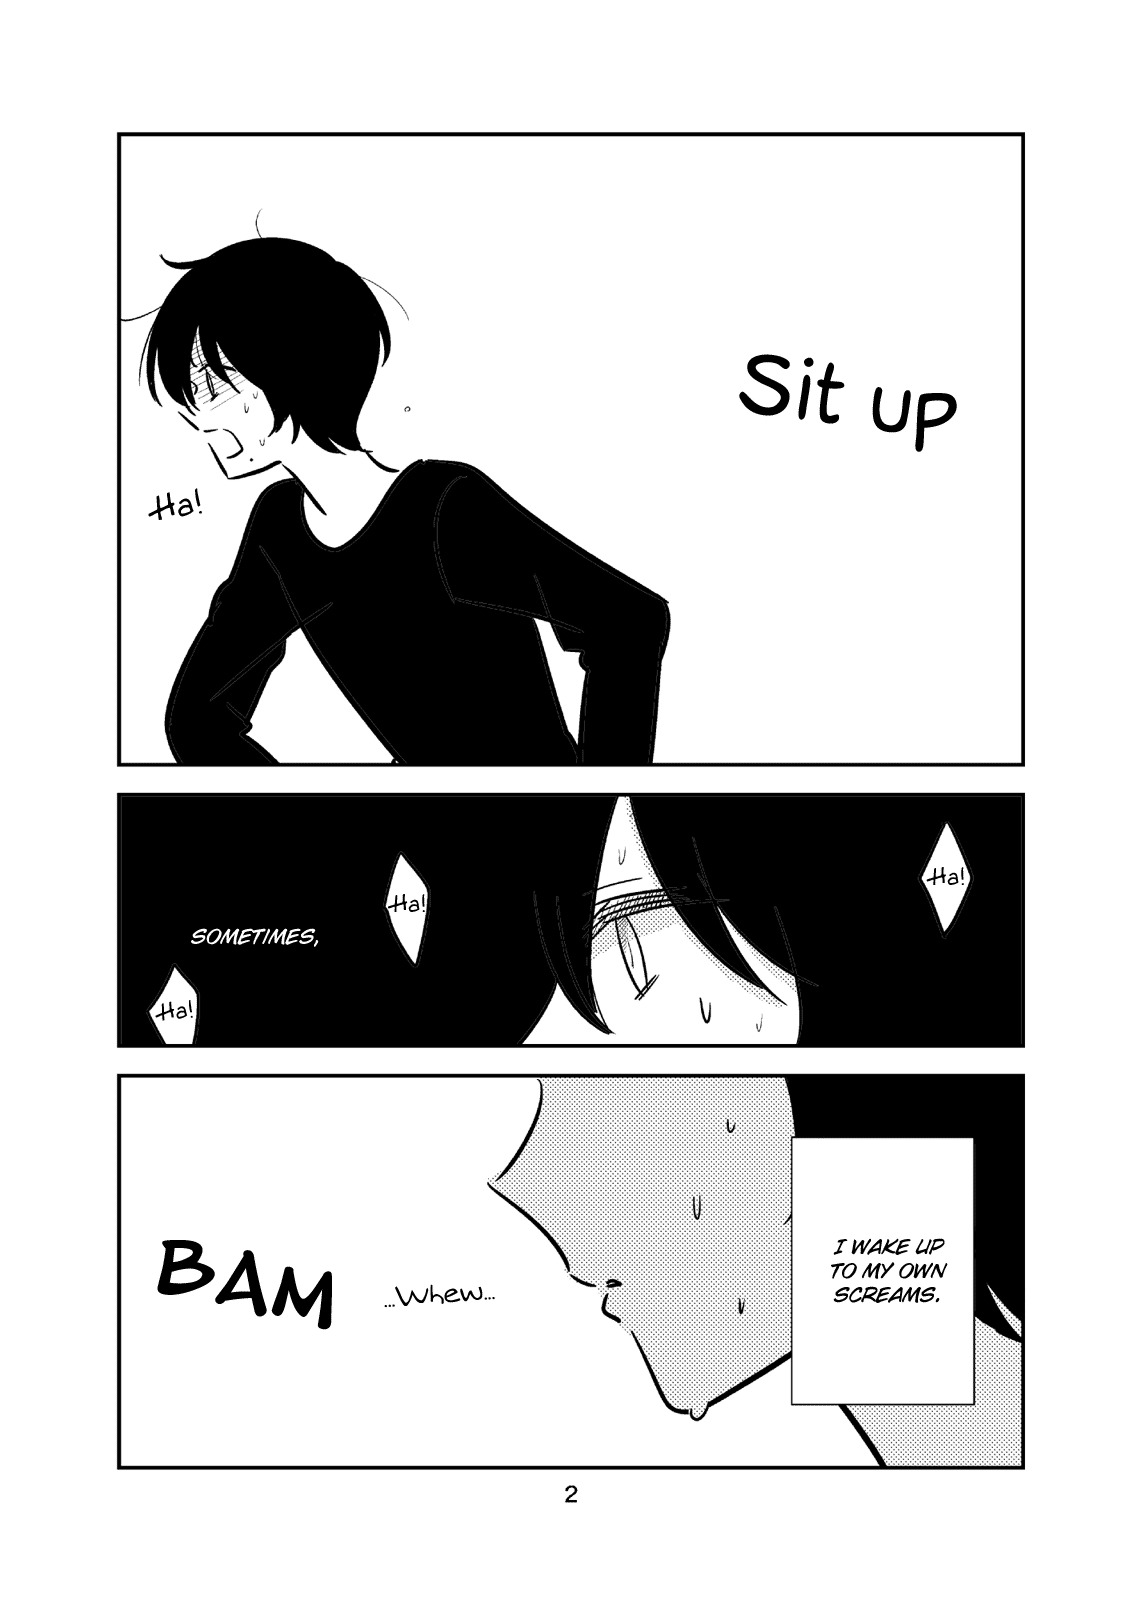 Sit up
Ha!
SOMETIMES,
Ha!
Ha!
Ha!
I WAKE UP
TO MY OWN
SCREAMS.
...Whew...
BAM
2